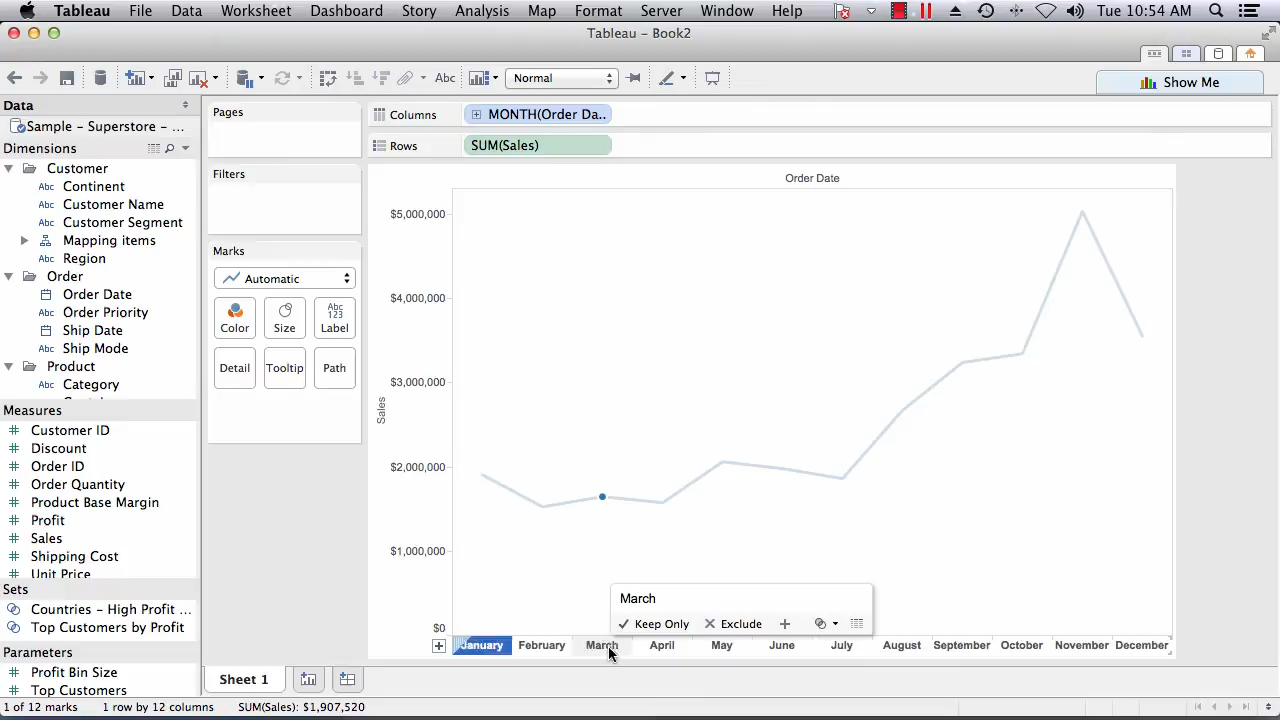 Tableau File Data Worksheet Dashboard Story Analysis Map Format Server Window Help Tue 10:54 AM
Tableau - Book2
Abc Normal Show Me
Data
Sample - Superstore - ...
Dimensions
Customer
Abc Continent
Abc Customer Name
Abc Customer Segment
Mapping items
Abc Region
Order
Order Date
Abc Order Priority
Ship Date
Abc Ship Mode
Product
Abc Category
Measures
Customer ID
Discount
Order ID
Order Quantity
Product Base Margin
Profit
Sales
Shipping Cost
Unit Price
Sets
Countries - High Profit ...
Top Customers by Profit
Parameters
Profit Bin Size
Top Customers
Pages
Filters
Marks
Automatic
Color Size Abc 123 Label
Detail Tooltip Path
Columns MONTH(Order Da..
Rows SUM(Sales)
Order Date
Sales
$5,000,000
$4,000,000
$3,000,000
$2,000,000
$1,000,000
$0
March
Keep Only Exclude
January February March April May June July August September October November December
Sheet 1
1 of 12 marks 1 row by 12 columns SUM(Sales): $1,907,520